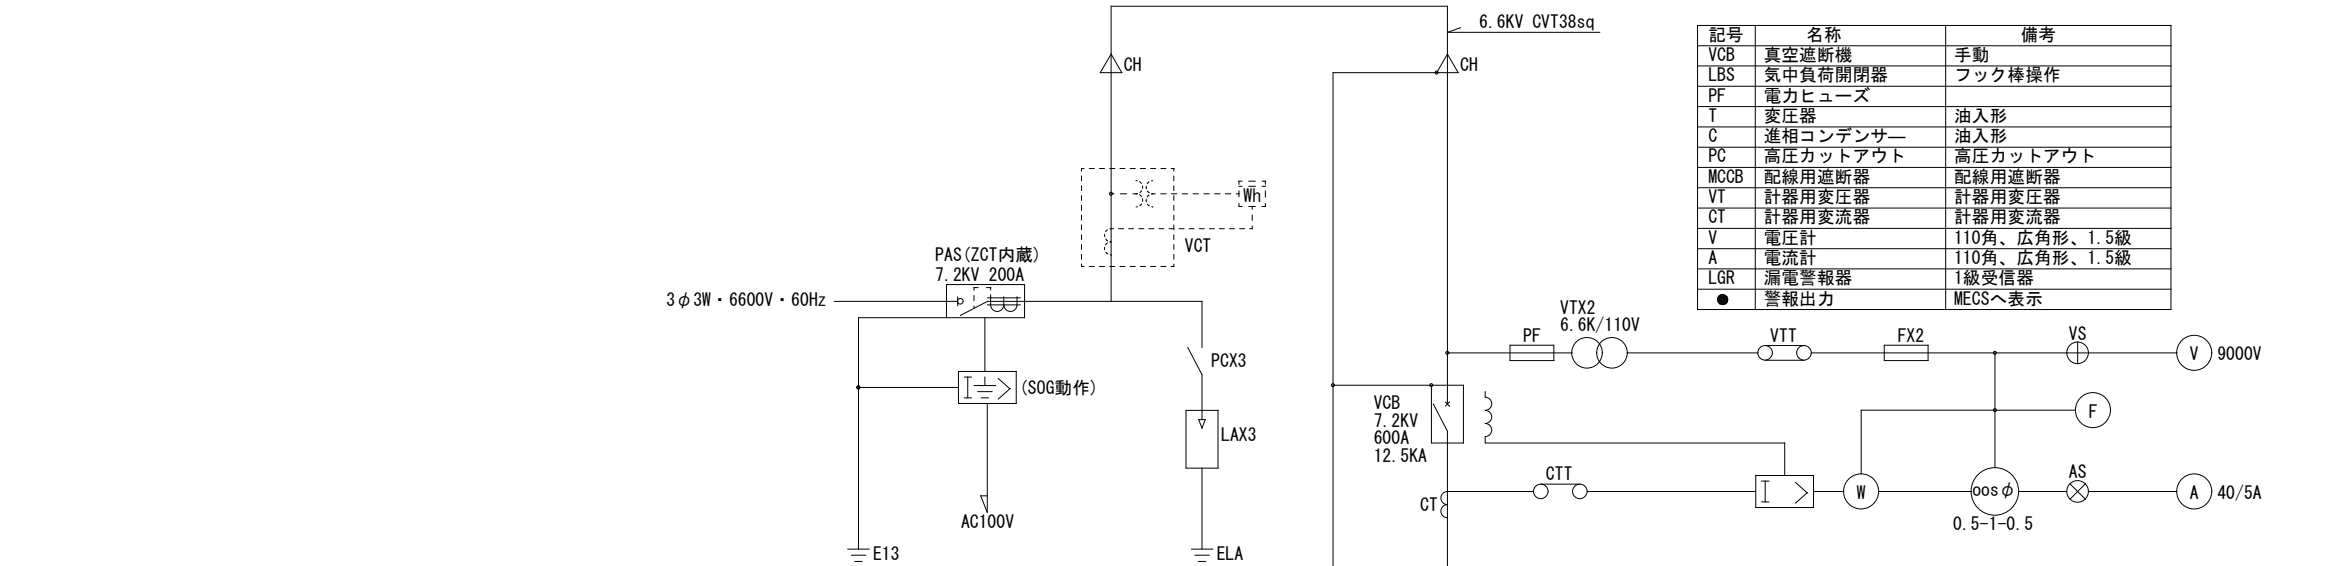 6.6KV CVT38sq
CH
CH
記号 名称 備考
VCB 真空遮断機 手動
LBS 気中負荷開閉器 フック棒操作
PF 電力ヒューズ
T 変圧器 油入形
C 進相コンデンサ― 油入形
PC 高圧カットアウト 高圧カットアウト
MCCB 配線用遮断器 配線用遮断器
VT 計器用変圧器 計器用変圧器
CT 計器用変流器 計器用変流器
V 電圧計 110角、広角形、1.5級
A 電流計 110角、広角形、1.5級
LGR 漏電警報器 1級受信器
● 警報出力 MECSへ表示
Wh
VCT
PAS(ZCT内蔵)
7.2KV 200A
3φ3W・6600V・60Hz
PCX3
(SOG動作)
I
LAX3
AC100V
E13
ELA
PF
VTX2
6.6K/110V
VTT
FX2
VS
V 9000V
VCB
7.2KV
600A
12.5KA
F
CT
CTT
I
W
oosφ
0.5-1-0.5
AS
A 40/5A